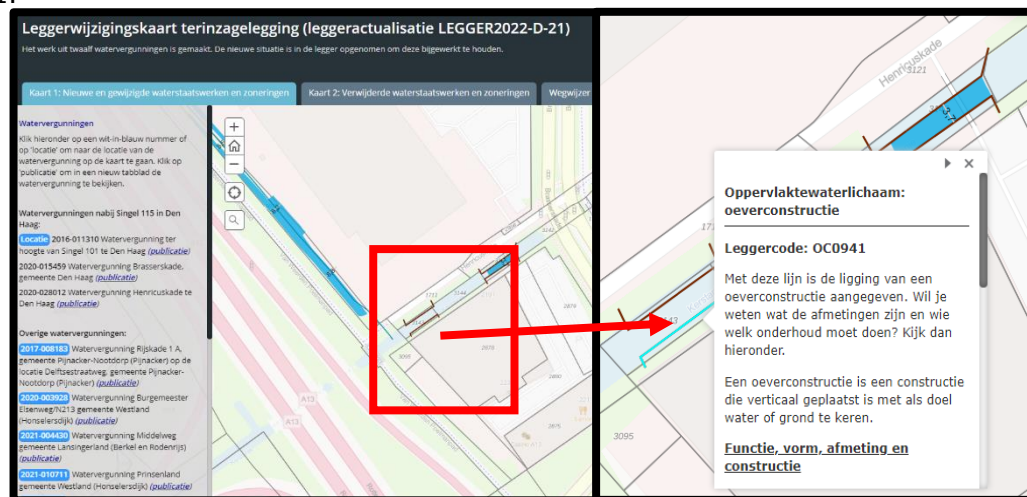 Leggerwijzigingskaart terinzagelegging (leggeractualisatie LEGGER2022-D-21)
Het werk uit twaalf watervergunningen is gemaakt. De nieuwe situatie is in de legger opgenomen om deze bijgewerkt te houden.
Kaart 1: Nieuwe en gewijzigde waterstaatswerken en zoneringen
Kaart 2: Verwijderde waterstaatswerken en zoneringen
Wegwijzer
Watervergunningen
Klik hieronder op een wit-in-blauw nummer of
op 'locatie' om naar de locatie van de
watervergunning op de kaart te gaan. Klik op
'publicatie' om in een nieuw tabblad de
watervergunning te bekijken.
Watervergunningen nabij Singel 115 in Den
Haag:
Locatie 2016-011310 Watervergunning ter
hoogte van Singel 101 te Den Haag (publicatie)
2020-015459 Watervergunning Brasserskade,
gemeente Den Haag (publicatie)
2020-028012 Watervergunning Henricuskade te
Den Haag (publicatie)
Overige watervergunningen:
2017-008183 Watervergunning Rijskade 1 A,
gemeente Pijnacker-Nootdorp (Pijnacker) op de
locatie Delftsestraatweg, gemeente Pijnacker-
Nootdorp (Pijnacker) (publicatie)
2020-003928 Watervergunning Burgemeester
Elsenweg/N213 gemeente Westland
(Honselersdijk) (publicatie)
2021-004430 Watervergunning Middelweg
gemeente Lansingerland (Berkel en Rodenrijs)
(publicatie)
2021-010711 Watervergunning Prinsenland
gemeente Westland (Honselersdijk) (publicatie)
A13
A13
3095
Henricuskade
3121
3,7
3095
Oppervlaktewaterlichaam:
oeverconstructie
Leggercode: OC0941
Met deze lijn is de ligging van een
oeverconstructie aangegeven. Wil je
weten wat de afmetingen zijn en wie
welk onderhoud moet doen? Kijk dan
hieronder.
Een oeverconstructie is een constructie
die verticaal geplaatst is met als doel
water of grond te keren.
Functie, vorm, afmeting en
constructie